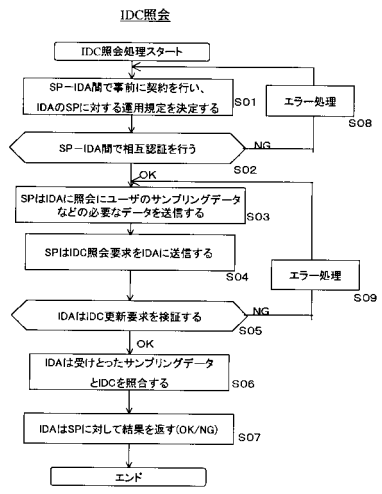 IDC照会
IDC照会処理スタート
SP－IDA間で事前に契約を行い、
IDAのSPに対する運用規定を決定する
S01
エラー処理
S08
SP－IDA間で相互認証を行う
NG
S02
OK
SPはIDAに照会にユーザのサンプリングデータ
などの必要なデータを送信する
S03
SPはIDC照会要求をIDAに送信する
S04
エラー処理
S09
IDAはIDC更新要求を検証する
NG
S05
OK
IDAは受けとったサンプリングデータ
とIDCを照合する
S06
IDAはSPに対して結果を返す(OK/NG)
S07
エンド